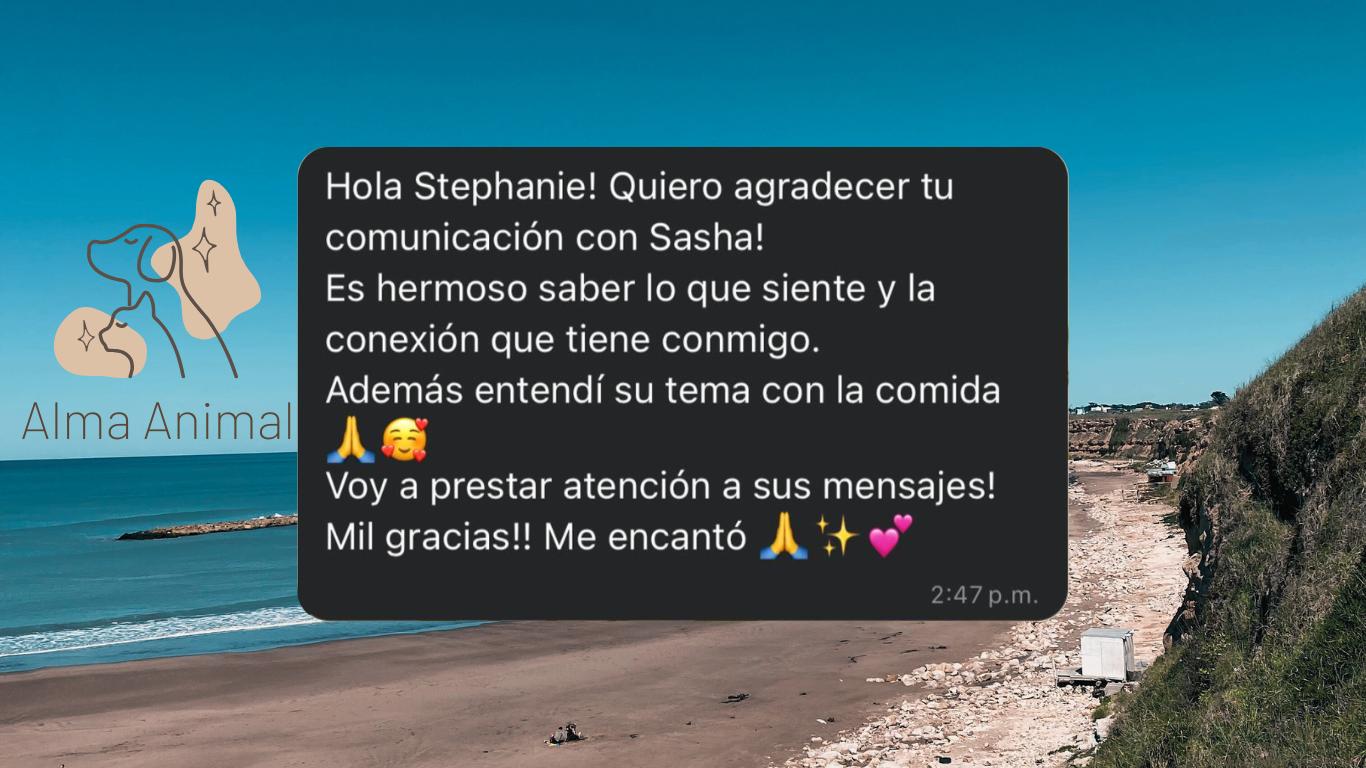 Alma Animal
Hola Stephanie! Quiero agradecer tu
comunicación con Sasha!
Es hermoso saber lo que siente y la
conexión que tiene conmigo.
Además entendí su tema con la comida
🙏🥰
Voy a prestar atención a sus mensajes!
Mil gracias!! Me encantó 🙏✨💕
2:47 p.m.